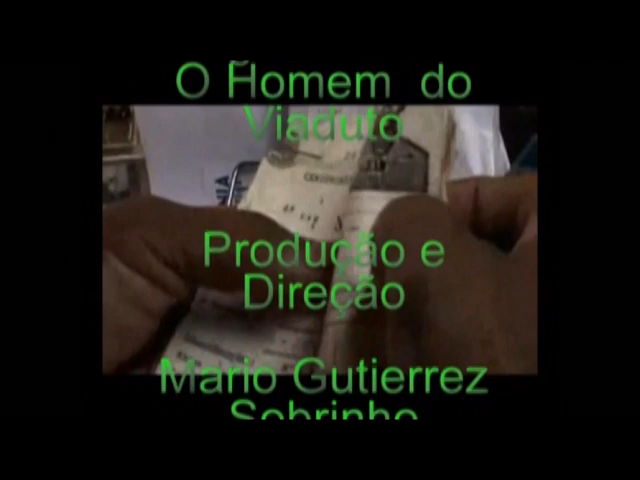 O Homem do
Viaduto
Produção e
Direção
Mario Gutierrez
Sobrinho